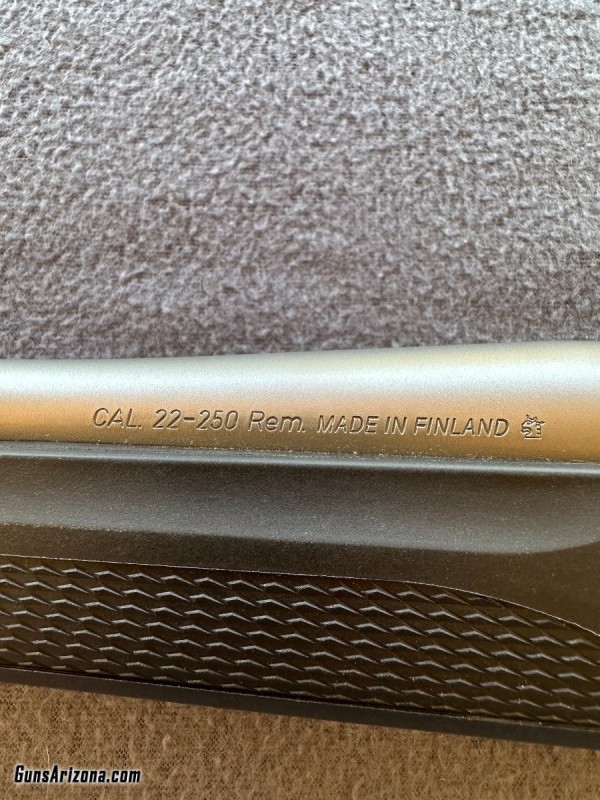 CAL. 22-250 Rem. MADE IN FINLAND
GunsArizona.com